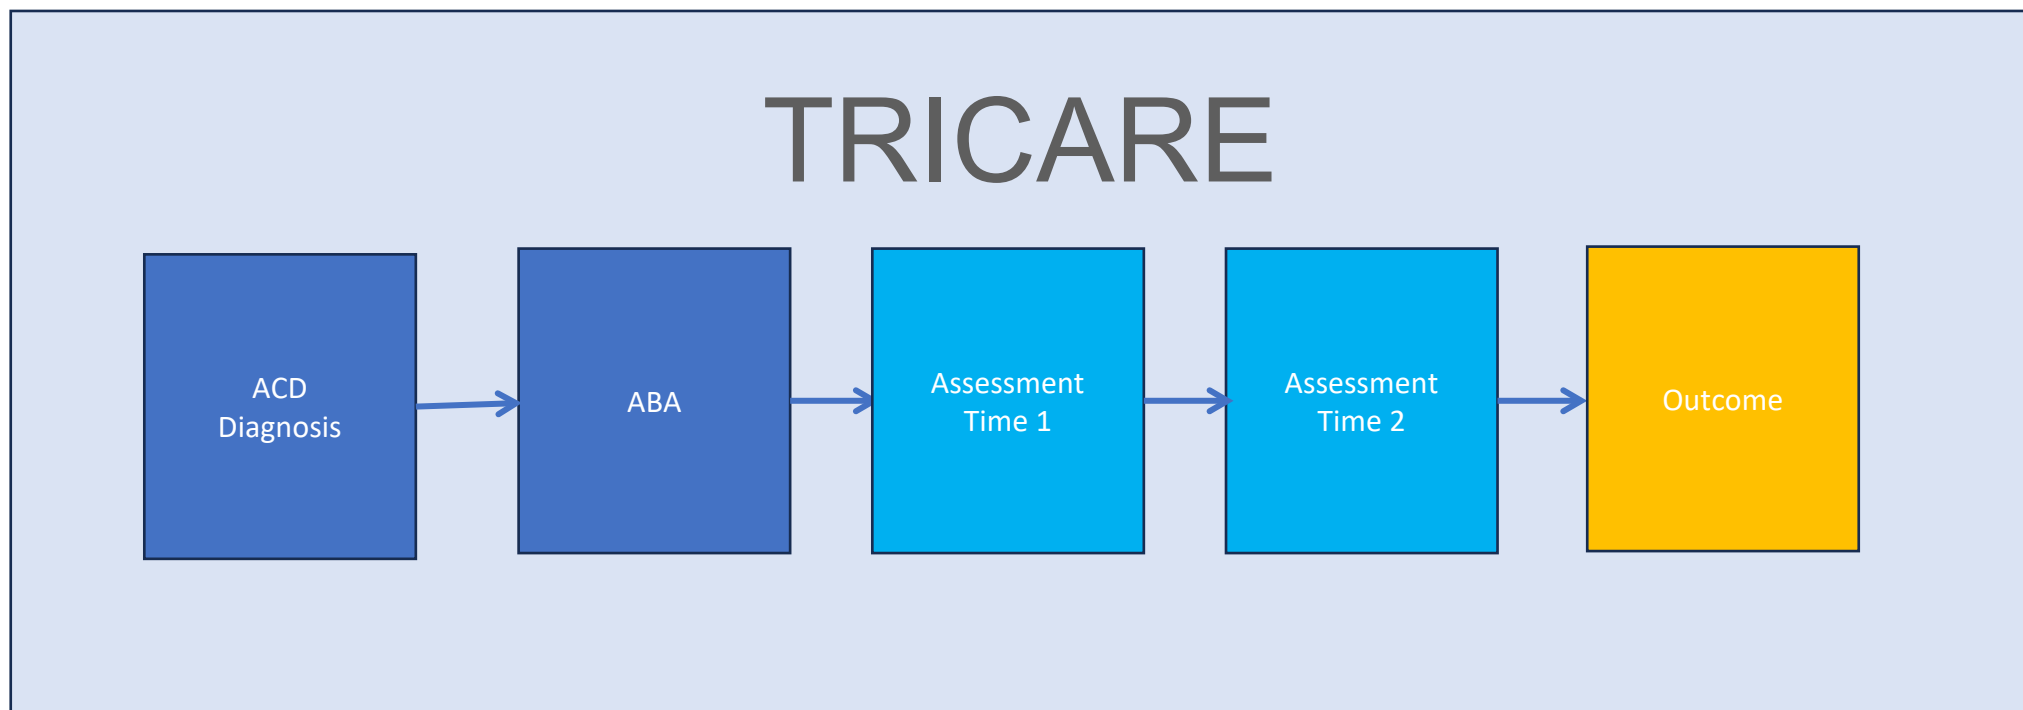 TRICARE
ACD
Diagnosis
ABA
Assessment
Time 1
Assessment
Time 2
Outcome